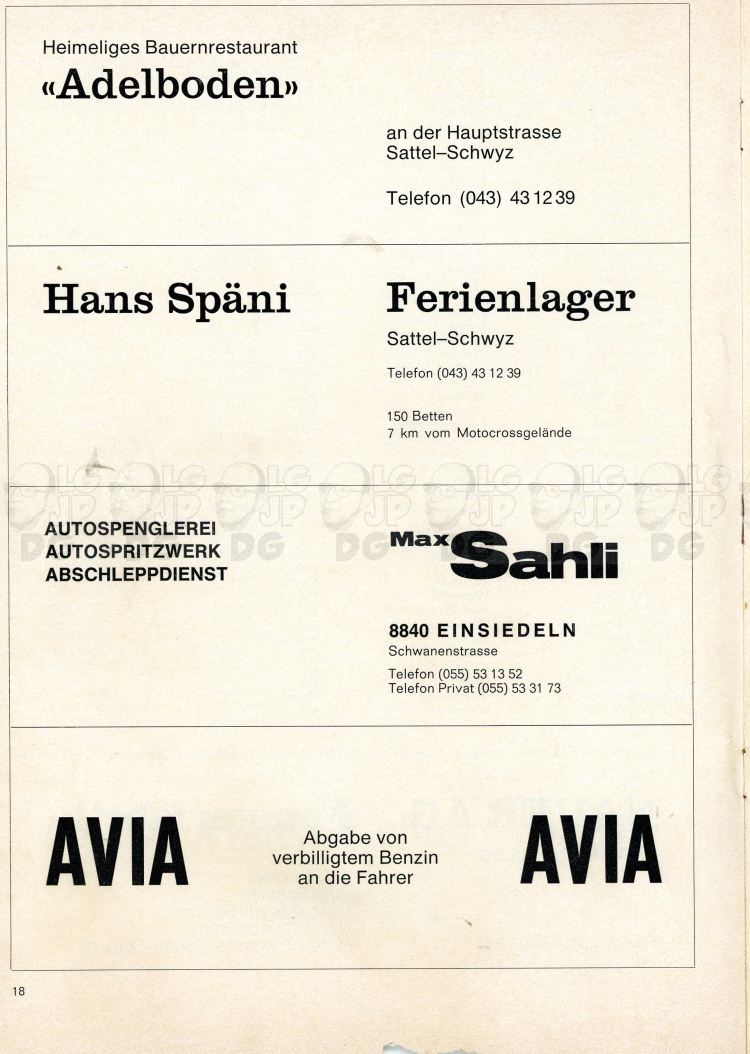 Heimeliges Bauernrestaurant
«Adelboden»
an der Hauptstrasse
Sattel–Schwyz
Telefon (043) 43 12 39
Hans Späni
Ferienlager
Sattel–Schwyz
Telefon (043) 43 12 39
150 Betten
7 km vom Motocrossgelände
AUTOSPENGLEREI
AUTOSPRITZWERK
ABSCHLEPPDIENST
Max Sahli
8840 EINSIEDELN
Schwanenstrasse
Telefon (055) 53 13 52
Telefon Privat (055) 53 31 73
AVIA
Abgabe von
verbilligtem Benzin
an die Fahrer
AVIA
18